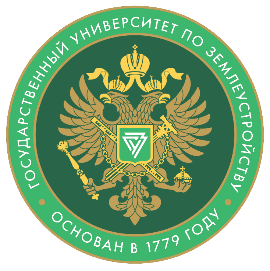 ГОСУДАРСТВЕННЫЙ УНИВЕРСИТЕТ ПО ЗЕМЛЕУСТРОЙСТВУ
ОСНОВАН В 1779 ГОДУ